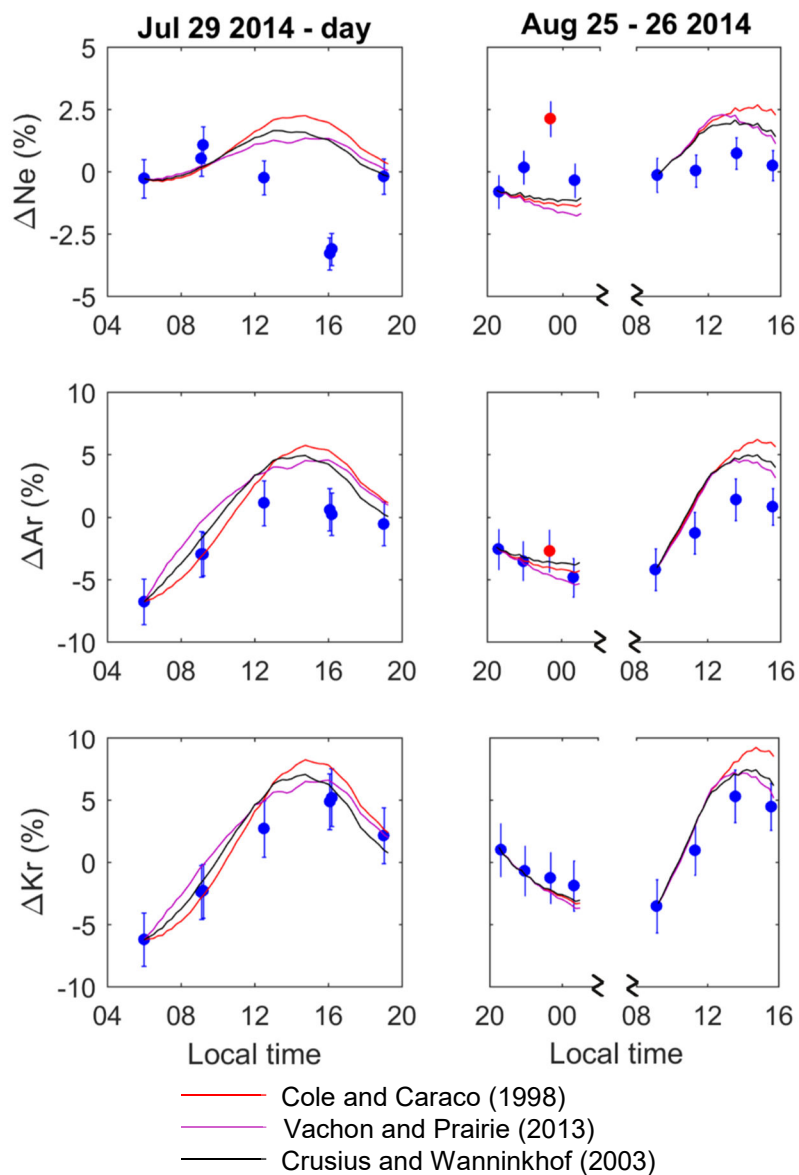 Jul 29 2014 - day
Aug 25 - 26 2014
ΔNe (%)
5
2.5
0
-2.5
-5
04 08 12 16 20
20 00 08 12 16
ΔAr (%)
10
5
0
-5
-10
04 08 12 16 20
20 00 08 12 16
ΔKr (%)
10
5
0
-5
-10
04 08 12 16 20
20 00 08 12 16
Local time
Local time
Cole and Caraco (1998)
Vachon and Prairie (2013)
Crusius and Wanninkhof (2003)